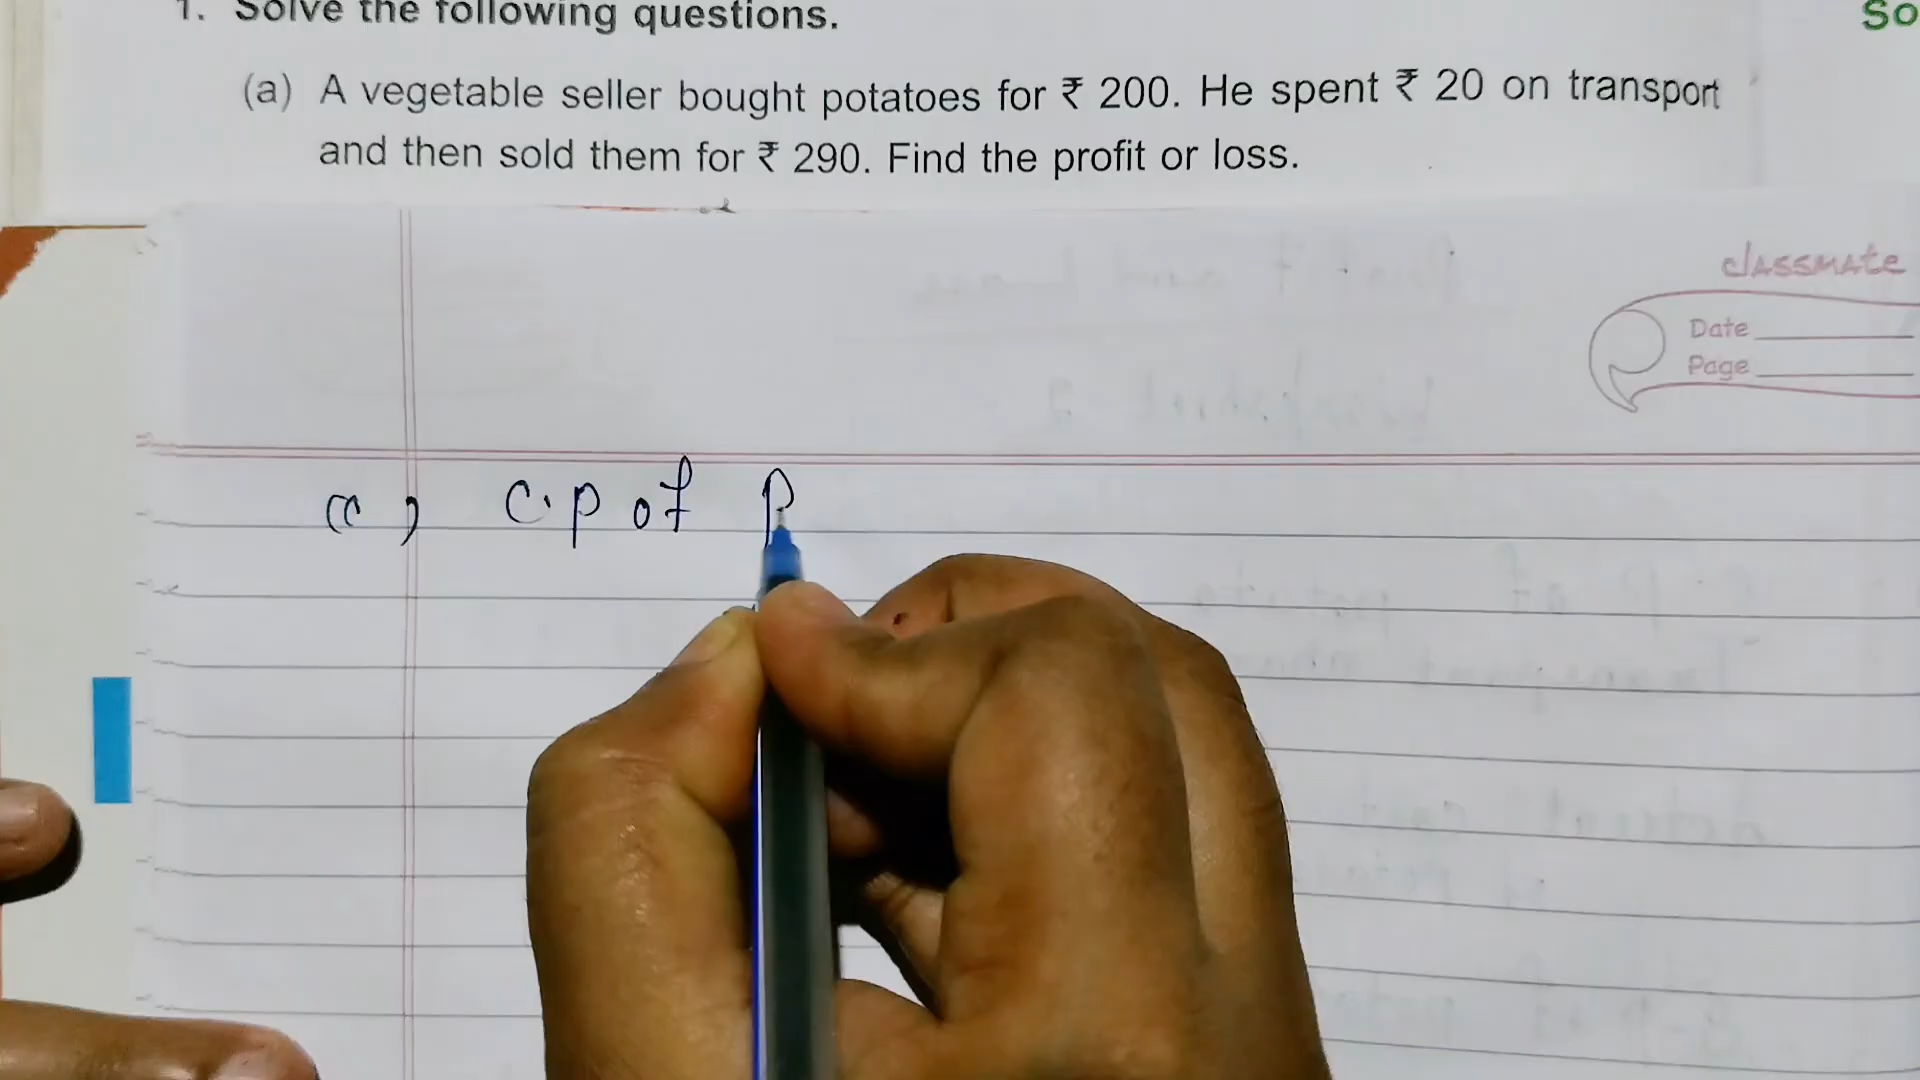 1. Solve the following questions.
So
(a) A vegetable seller bought potatoes for ₹ 200. He spent ₹ 20 on transport
and then sold them for ₹ 290. Find the profit or loss.
classmate
Date
Page
a) C.P of P